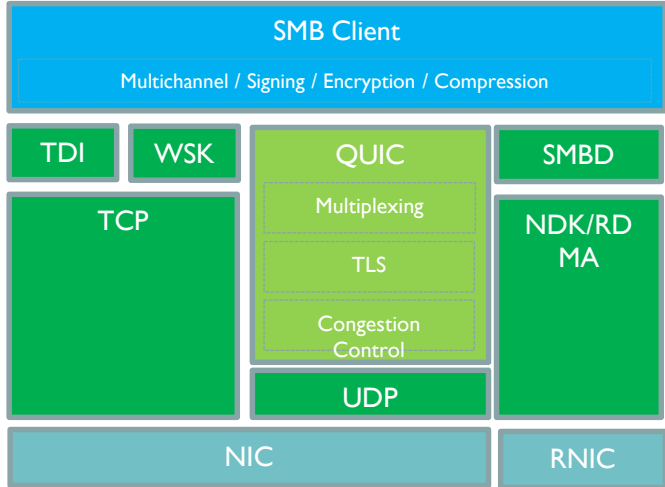 SMB Client
Multichannel / Signing / Encryption / Compression
TDI
WSK
QUIC
SMBD
TCP
Multiplexing
NDK/RD
MA
TLS
Congestion
Control
UDP
NIC
RNIC